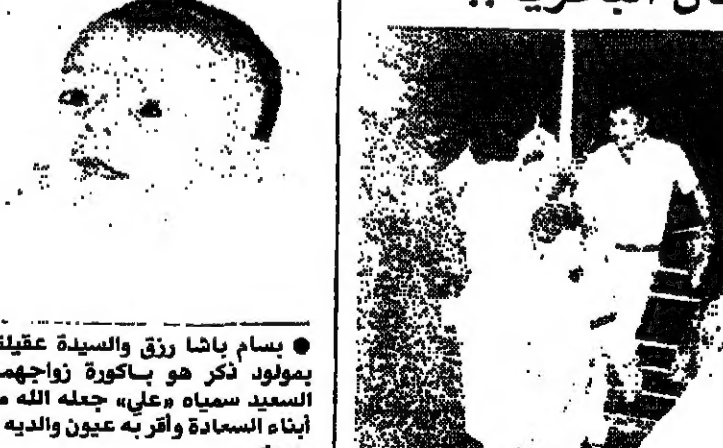 ● بسام باشا رزق والسيدة عقيلته
بمولود ذكر هو باكورة زواجهما
السعيد سمياه «علي» جعله الله من
أبناء السعادة وأقر به عيون والديه